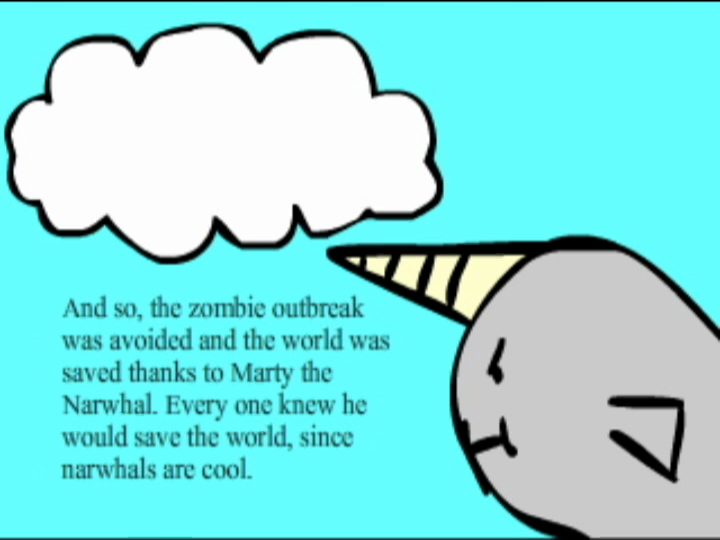 And so, the zombie outbreak
was avoided and the world was
saved thanks to Marty the
Narwhal. Every one knew he
would save the world, since
narwhals are cool.